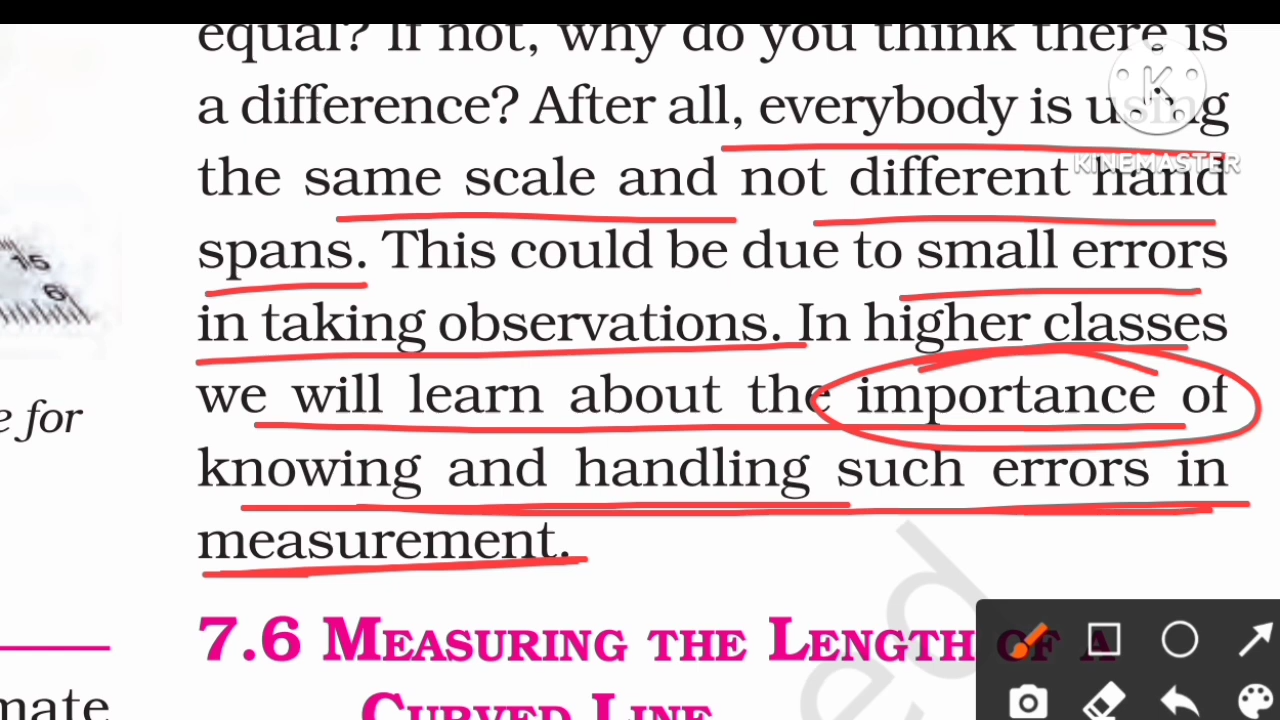 equal? If not, why do you think there is
a difference? After all, everybody is using
the same scale and not different hand
spans. This could be due to small errors
in taking observations. In higher classes
we will learn about the importance of
knowing and handling such errors in
measurement.
7.6 MEASURING THE LENGTH OF A
CURVED LINE
K
KINEMASTER
15
6
e for
mate
ed